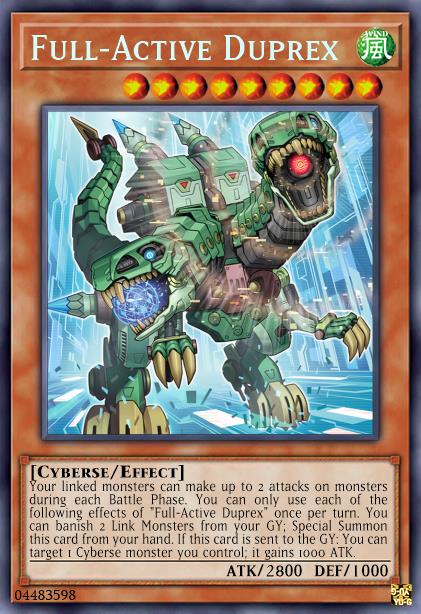 Full-Active Duprex
WIND
風
[Cyberse/Effect]
Your linked monsters can make up to 2 attacks on monsters
during each Battle Phase. You can only use each of the
following effects of "Full-Active Duprex" once per turn. You
can banish 2 Link Monsters from your GY; Special Summon
this card from your hand. If this card is sent to the GY: You can
target 1 Cyberse monster you control; it gains 1000 ATK.
ATK/2800 DEF/1000
04483598